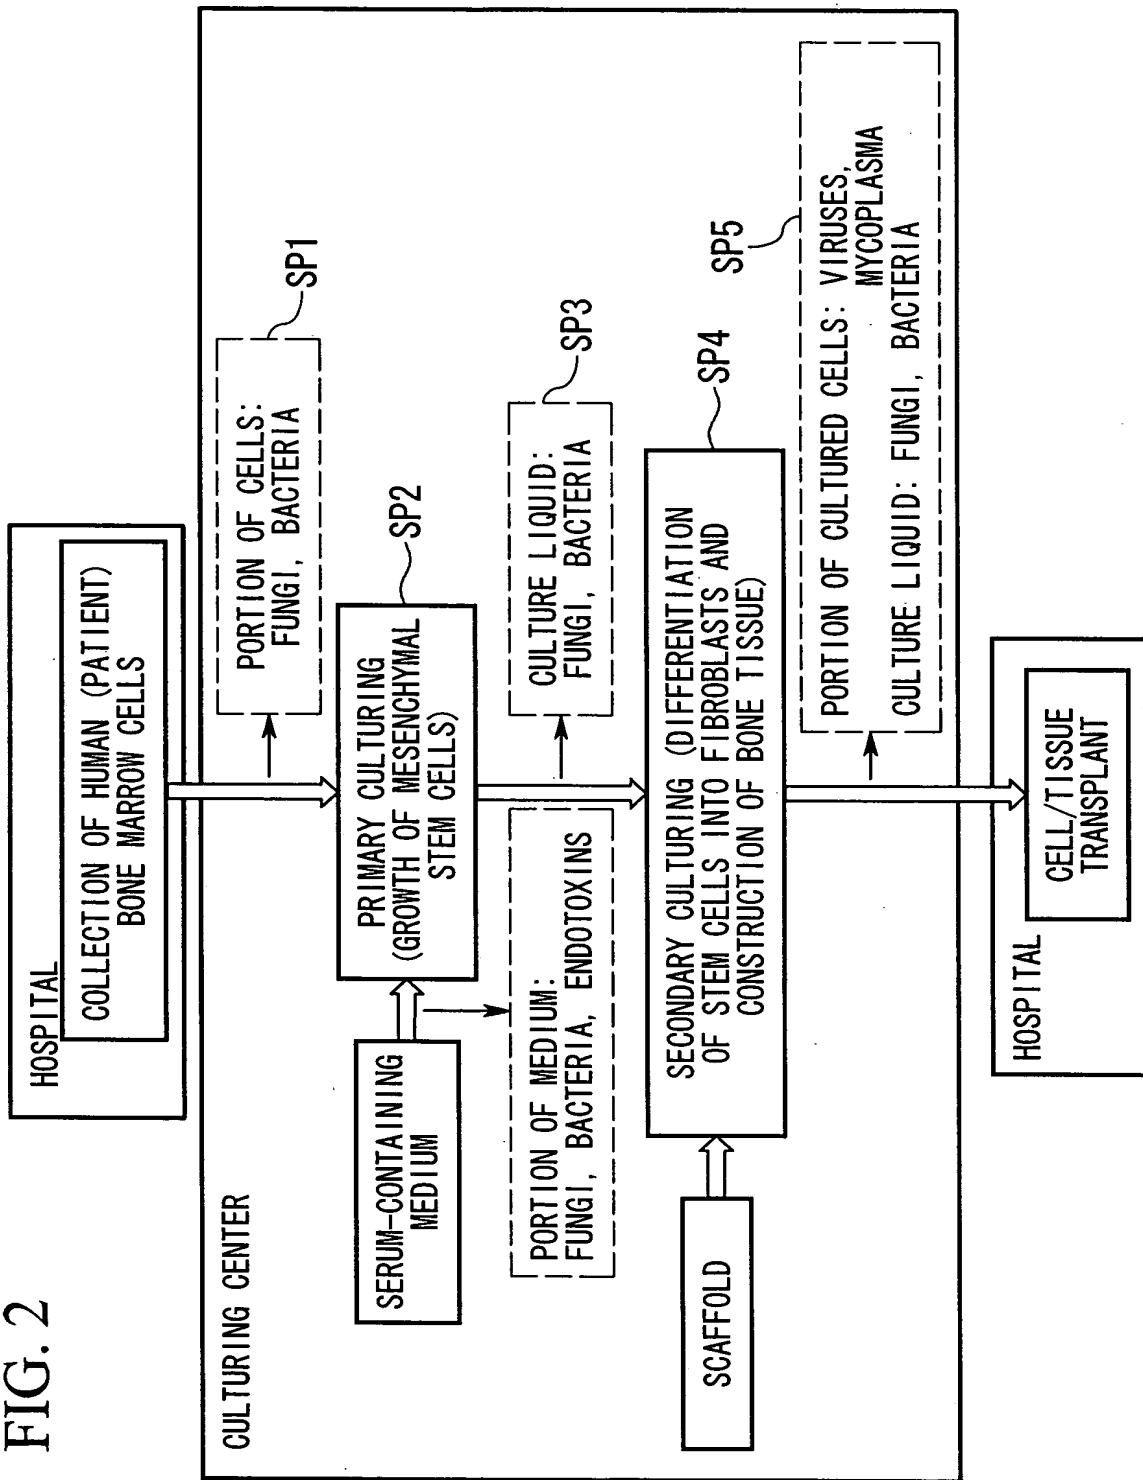 FIG. 2
HOSPITAL
COLLECTION OF HUMAN (PATIENT)
BONE MARROW CELLS
CULTURING CENTER
PORTION OF CELLS:
FUNGI, BACTERIA
SP1
SERUM-CONTAINING
MEDIUM
PRIMARY CULTURING
(GROWTH OF MESENCHYMAL
STEM CELLS)
SP2
PORTION OF MEDIUM:
FUNGI, BACTERIA, ENDOTOXINS
CULTURE LIQUID:
FUNGI, BACTERIA
SP3
SCAFFOLD
SECONDARY CULTURING (DIFFERENTIATION
OF STEM CELLS INTO FIBROBLASTS AND
CONSTRUCTION OF BONE TISSUE)
SP4
PORTION OF CULTURED CELLS: VIRUSES,
MYCOPLASMA
CULTURE LIQUID: FUNGI, BACTERIA
SP5
HOSPITAL
CELL/TISSUE
TRANSPLANT